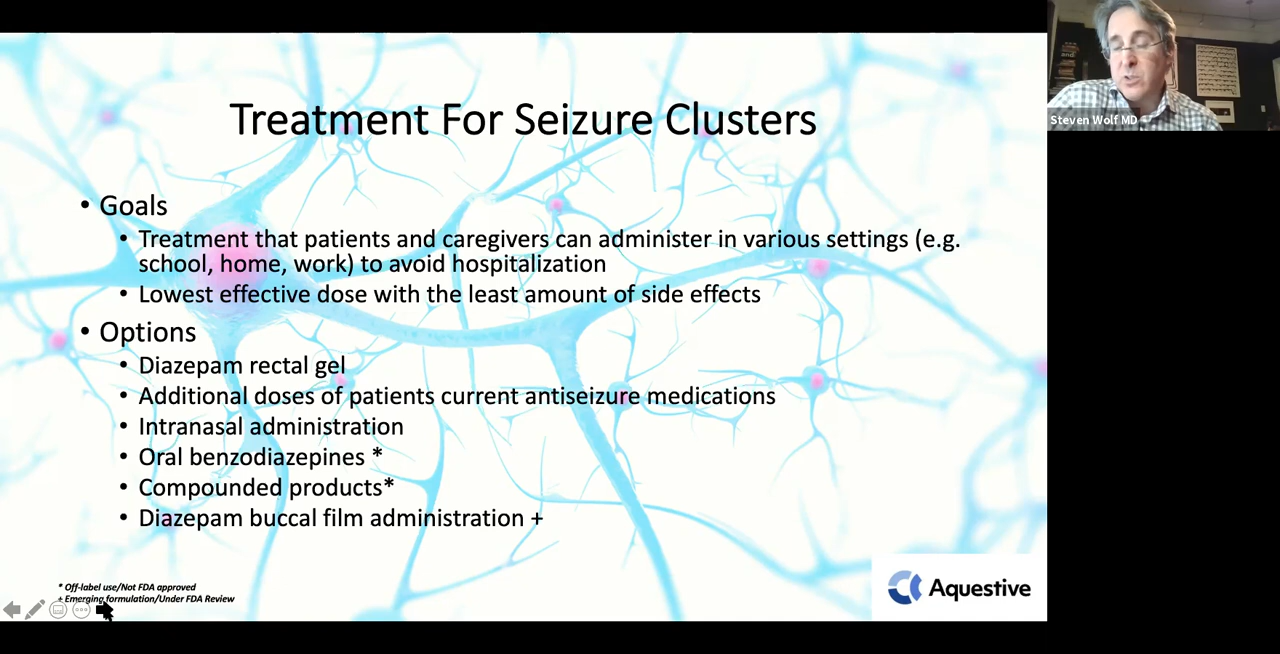 Treatment For Seizure Clusters
• Goals
• Treatment that patients and caregivers can administer in various settings (e.g.
school, home, work) to avoid hospitalization
• Lowest effective dose with the least amount of side effects
• Options
• Diazepam rectal gel
• Additional doses of patients current antiseizure medications
• Intranasal administration
• Oral benzodiazepines *
• Compounded products*
• Diazepam buccal film administration +
* Off-label use/Not FDA approved
+ Emerging formulation/Under FDA Review
Aquestive
Steven Wolf MD